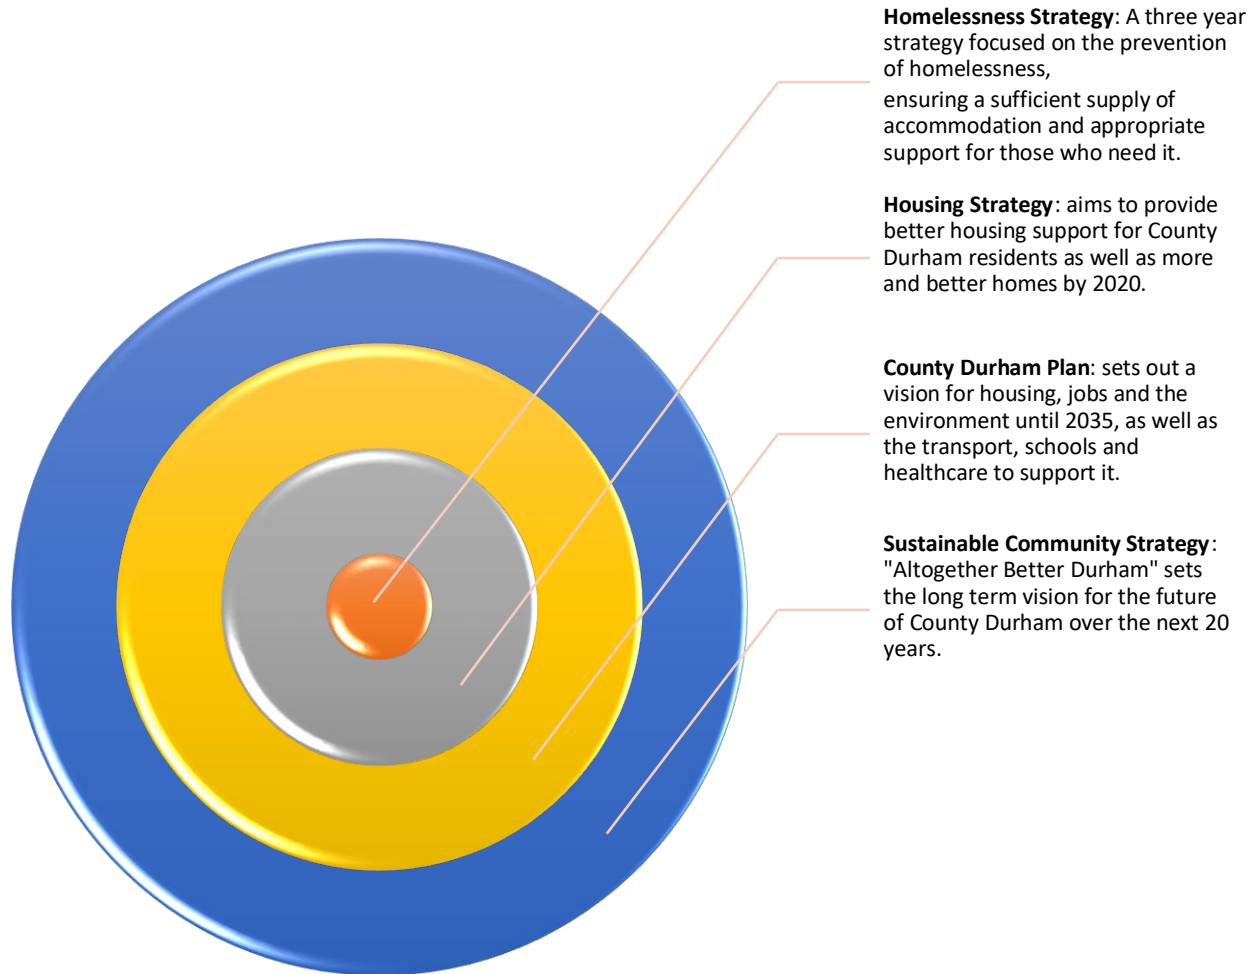 Homelessness Strategy: A three year
strategy focused on the prevention
of homelessness,
ensuring a sufficient supply of
accommodation and appropriate
support for those who need it.
Housing Strategy: aims to provide
better housing support for County
Durham residents as well as more
and better homes by 2020.
County Durham Plan: sets out a
vision for housing, jobs and the
environment until 2035, as well as
the transport, schools and
healthcare to support it.
Sustainable Community Strategy:
"Altogether Better Durham" sets
the long term vision for the future
of County Durham over the next 20
years.